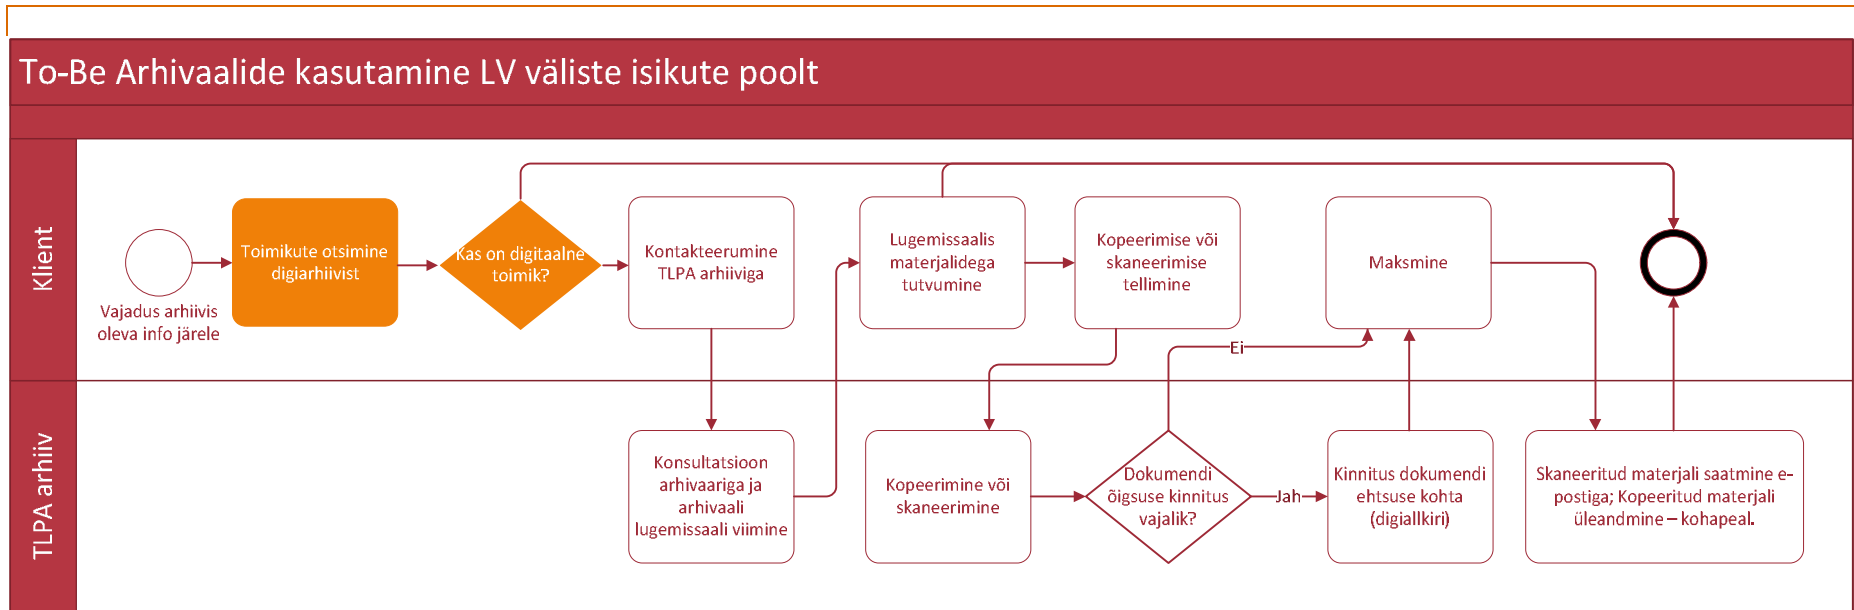 To-Be Arhivaalide kasutamine LV väliste isikute poolt
Klient
Vajadus arhiivis
oleva info järele
Toimikute otsimine
digiarhiivist
Kas on digitaalne
toimik?
Kontakteerumine
TLPA arhiiviga
Lugemissaalis
materjalidega
tutvumine
Kopeerimise või
skaneerimise
tellimine
Maksmine
Ei
TLPA arhiiv
Konsultatsioon
arhivaariga ja
arhivaali
lugemissaali viimine
Kopeerimine või
skaneerimine
Dokumendi
õigsuse kinnitus
vajalik?
Jah
Kinnitus dokumendi
ehtsuse kohta
(digiallkiri)
Skaneeritud materjali saatmine e-
postiga; Kopeeritud materjali
üleandmine – kohapeal.